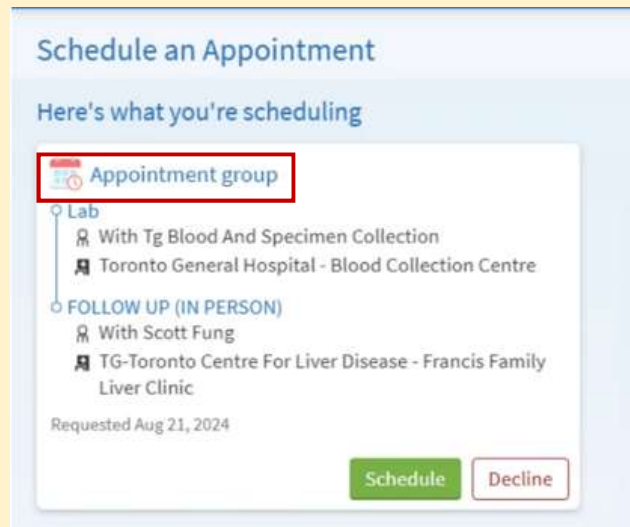 Schedule an Appointment
Here's what you're scheduling
Appointment group
Lab
With Tg Blood And Specimen Collection
Toronto General Hospital - Blood Collection Centre
FOLLOW UP (IN PERSON)
With Scott Fung
TG-Toronto Centre For Liver Disease - Francis Family
Liver Clinic
Requested Aug 21, 2024
Schedule Decline